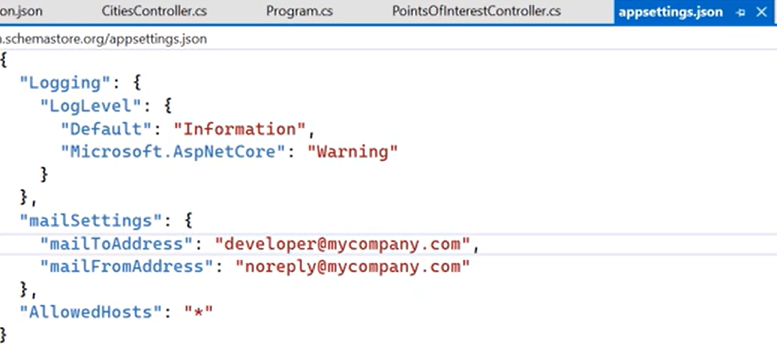 on.json CitiesController.cs Program.cs PointsOfInterestController.cs appsettings.json
.schemastore.org/appsettings.json
{
"Logging": {
"LogLevel": {
"Default": "Information",
"Microsoft.AspNetCore": "Warning"
}
},
"mailSettings": {
"mailToAddress": "developer@mycompany.com",
"mailFromAddress": "noreply@mycompany.com"
},
"AllowedHosts": "*"
}